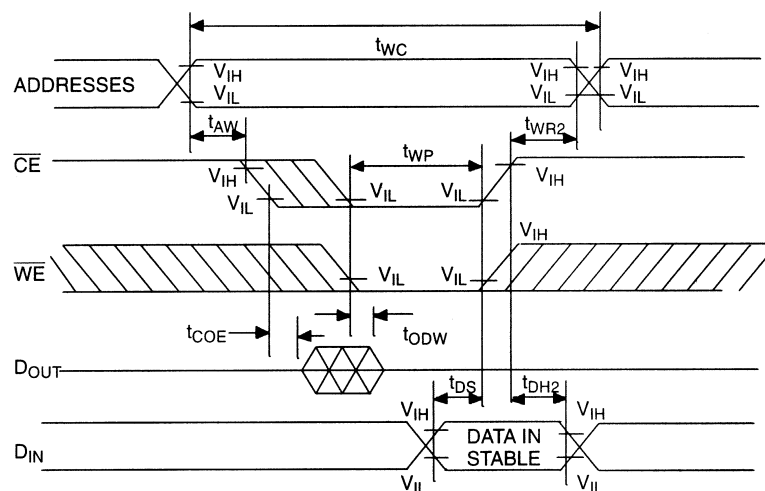 tWC
ADDRESSES
VIH
VIL
VIH
VIL
VIH
VIL
tAW
tWR2
CE
tWP
VIH
VIL
VIL
VIL
VIH
WE
VIH
VIL
VIL
tCOE
tODW
DOUT
tDS
tDH2
DIN
VIH
VIL
DATA IN
STABLE
VIH
VIL